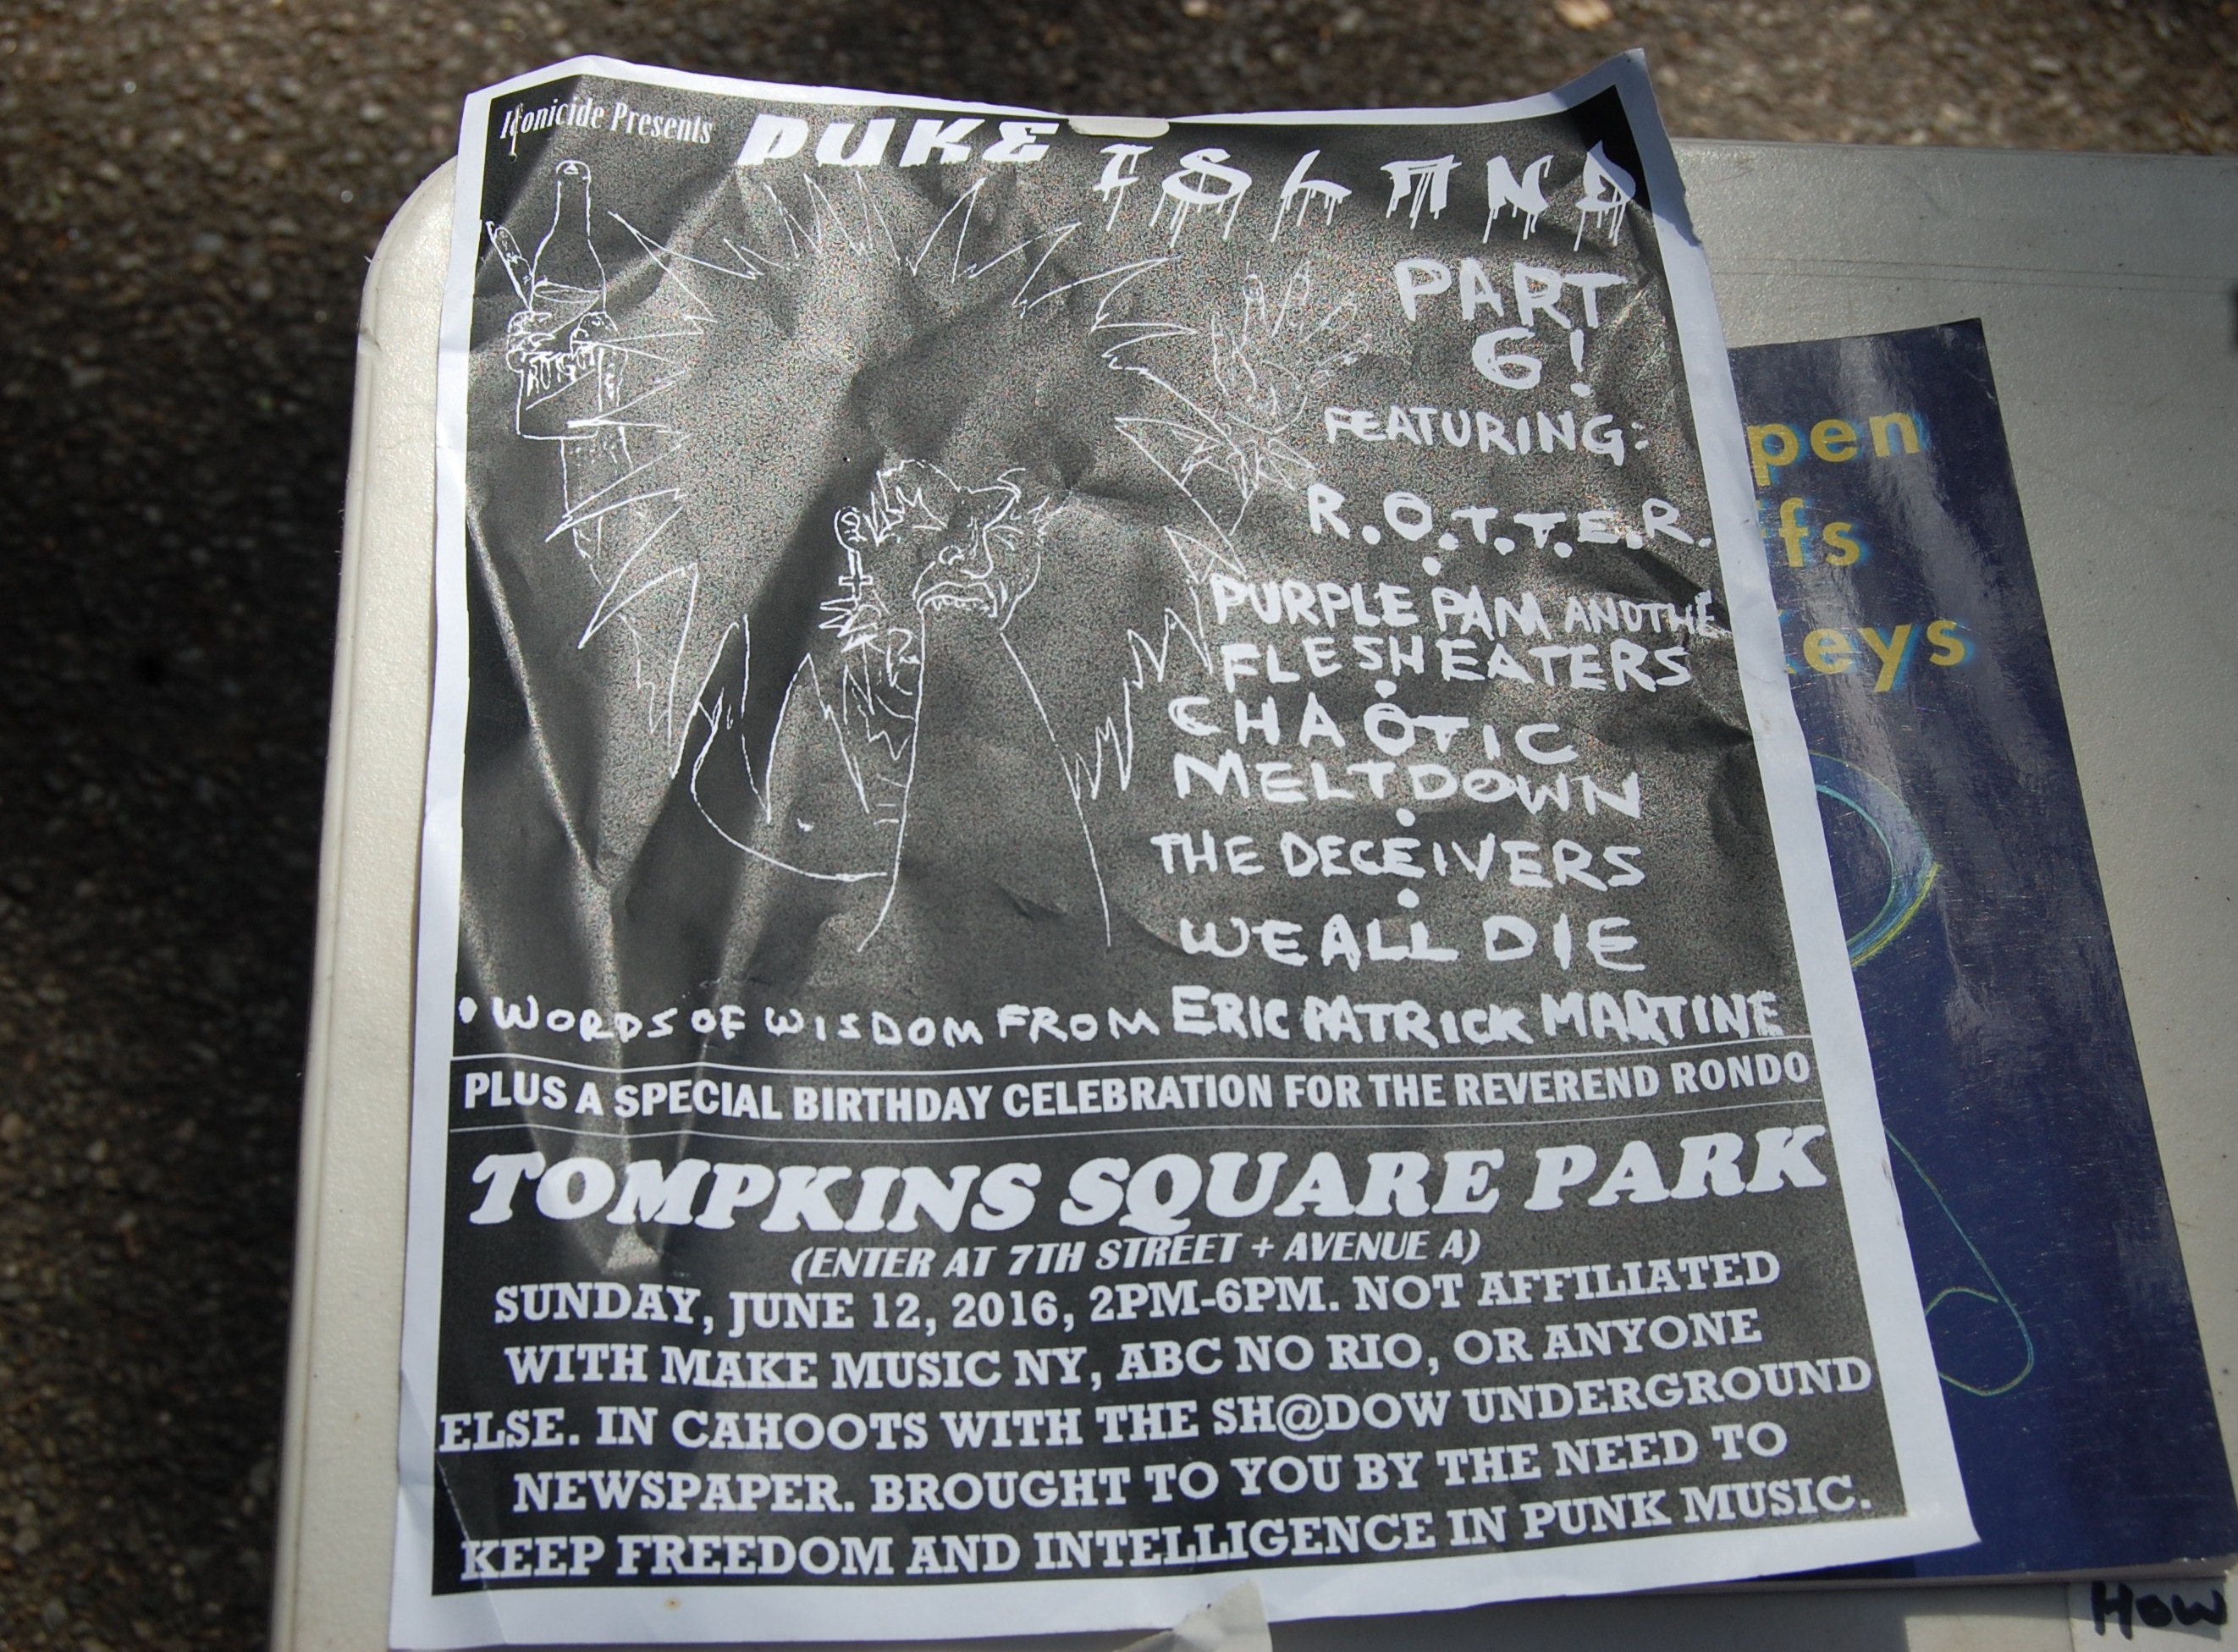 Iconicide Presents
PUKE ISLAND
PART
6!
FEATURING:
R.O.T.T.E.R.
PURPLE PAM AND THE
FLESHEATERS
CHAOTIC
MELTDOWN
THE DECEIVERS
WE ALL DIE
• WORDS OF WISDOM FROM ERIC PATRICK MARTINE
PLUS A SPECIAL BIRTHDAY CELEBRATION FOR THE REVEREND RONDO
TOMPKINS SQUARE PARK
(ENTER AT 7TH STREET + AVENUE A)
SUNDAY, JUNE 12, 2016, 2PM-6PM. NOT AFFILIATED
WITH MAKE MUSIC NY, ABC NO RIO, OR ANYONE
ELSE. IN CAHOOTS WITH THE SH@DOW UNDERGROUND
NEWSPAPER. BROUGHT TO YOU BY THE NEED TO
KEEP FREEDOM AND INTELLIGENCE IN PUNK MUSIC.
pen
ffs
keys
HOW